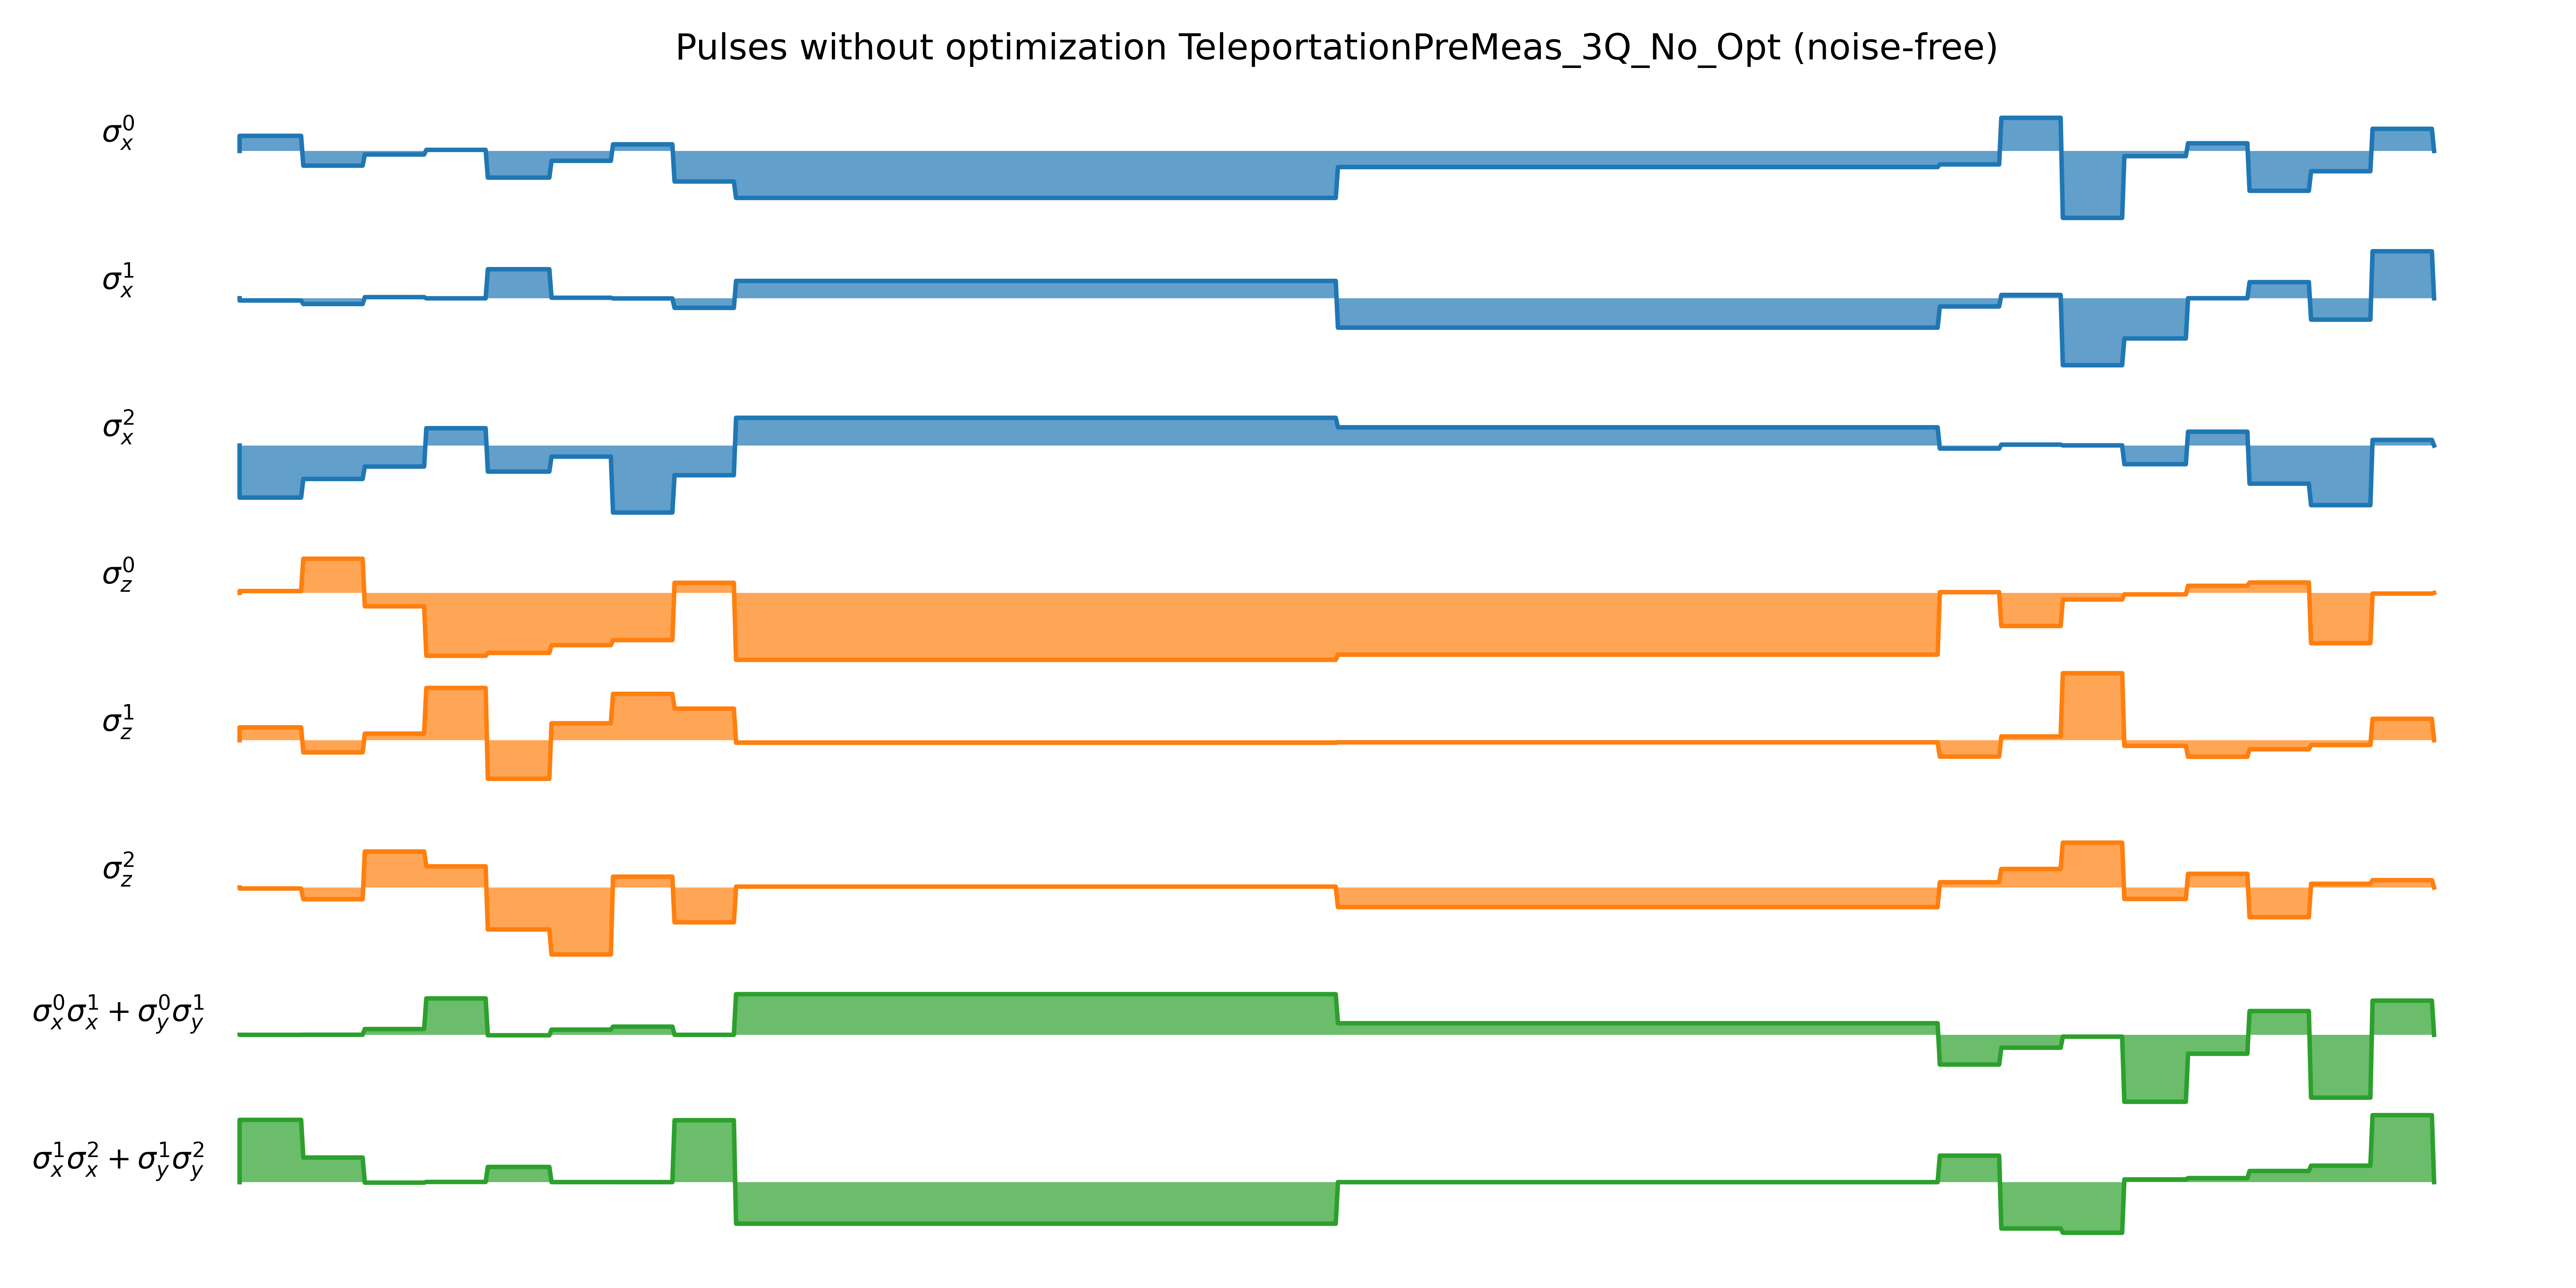 Pulses without optimization TeleportationPreMeas_3Q_No_Opt (noise-free)
σ_x^0
σ_x^1
σ_x^2
σ_z^0
σ_z^1
σ_z^2
σ_x^0σ_x^1 + σ_y^0σ_y^1
σ_x^1σ_x^2 + σ_y^1σ_y^2